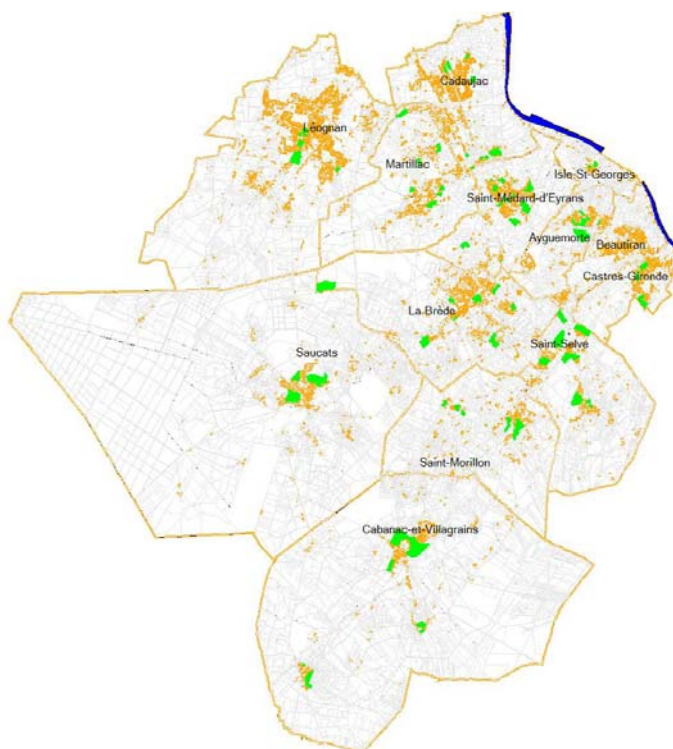 Cadaujac
Léognan
Martillac
Isle-St-Georges
Saint-Médard-d'Eyrans
Ayguemorte
Beautiran
Castres-Gironde
La Brède
Saint-Selve
Saucats
Saint-Morillon
Cabanac-et-Villagrains